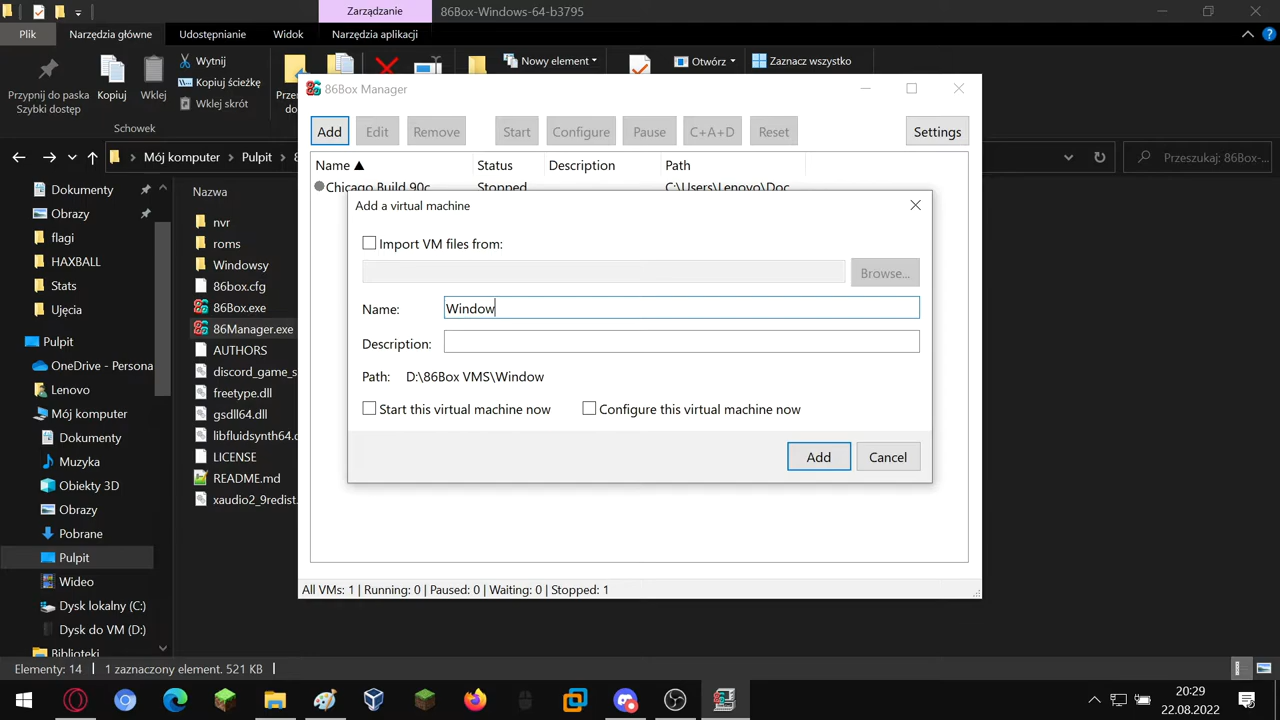 Zarządzanie
86Box-Windows-64-b3795
Plik
Narzędzia główne
Udostępnianie
Widok
Narzędzia aplikacji
Przypnij do paska
Szybki dostęp
Kopiuj
Wklej
Wytnij
Kopiuj ścieżkę
Wklej skrót
Schowek
Nowy element
Otwórz
Zaznacz wszystko
Mój komputer
Pulpit
Przeszukaj: 86Box-...
Dokumenty
Obrazy
flagi
HAXBALL
Stats
Ujęcia
Pulpit
OneDrive - Persona
Lenovo
Mój komputer
Dokumenty
Muzyka
Obiekty 3D
Obrazy
Pobrane
Pulpit
Wideo
Dysk lokalny (C:)
Dysk do VM (D:)
Biblioteki
Nazwa
nvr
roms
Windowsy
86box.cfg
86Box.exe
86Manager.exe
AUTHORS
discord_game_s
freetype.dll
gsdll64.dll
libfluidsynth64.d
LICENSE
README.md
xaudio2_9redist.
86Box Manager
Add
Edit
Remove
Start
Configure
Pause
C+A+D
Reset
Settings
Name
Status
Description
Path
Chicago Build 90c
Stopped
C:\Users\Lenovo\Doc
Add a virtual machine
Import VM files from:
Browse...
Name:
Window
Description:
Path: D:\86Box VMS\Window
Start this virtual machine now
Configure this virtual machine now
Add
Cancel
All VMs: 1 | Running: 0 | Paused: 0 | Waiting: 0 | Stopped: 1
Elementy: 14
1 zaznaczony element. 521 KB
20:29
22.08.2022